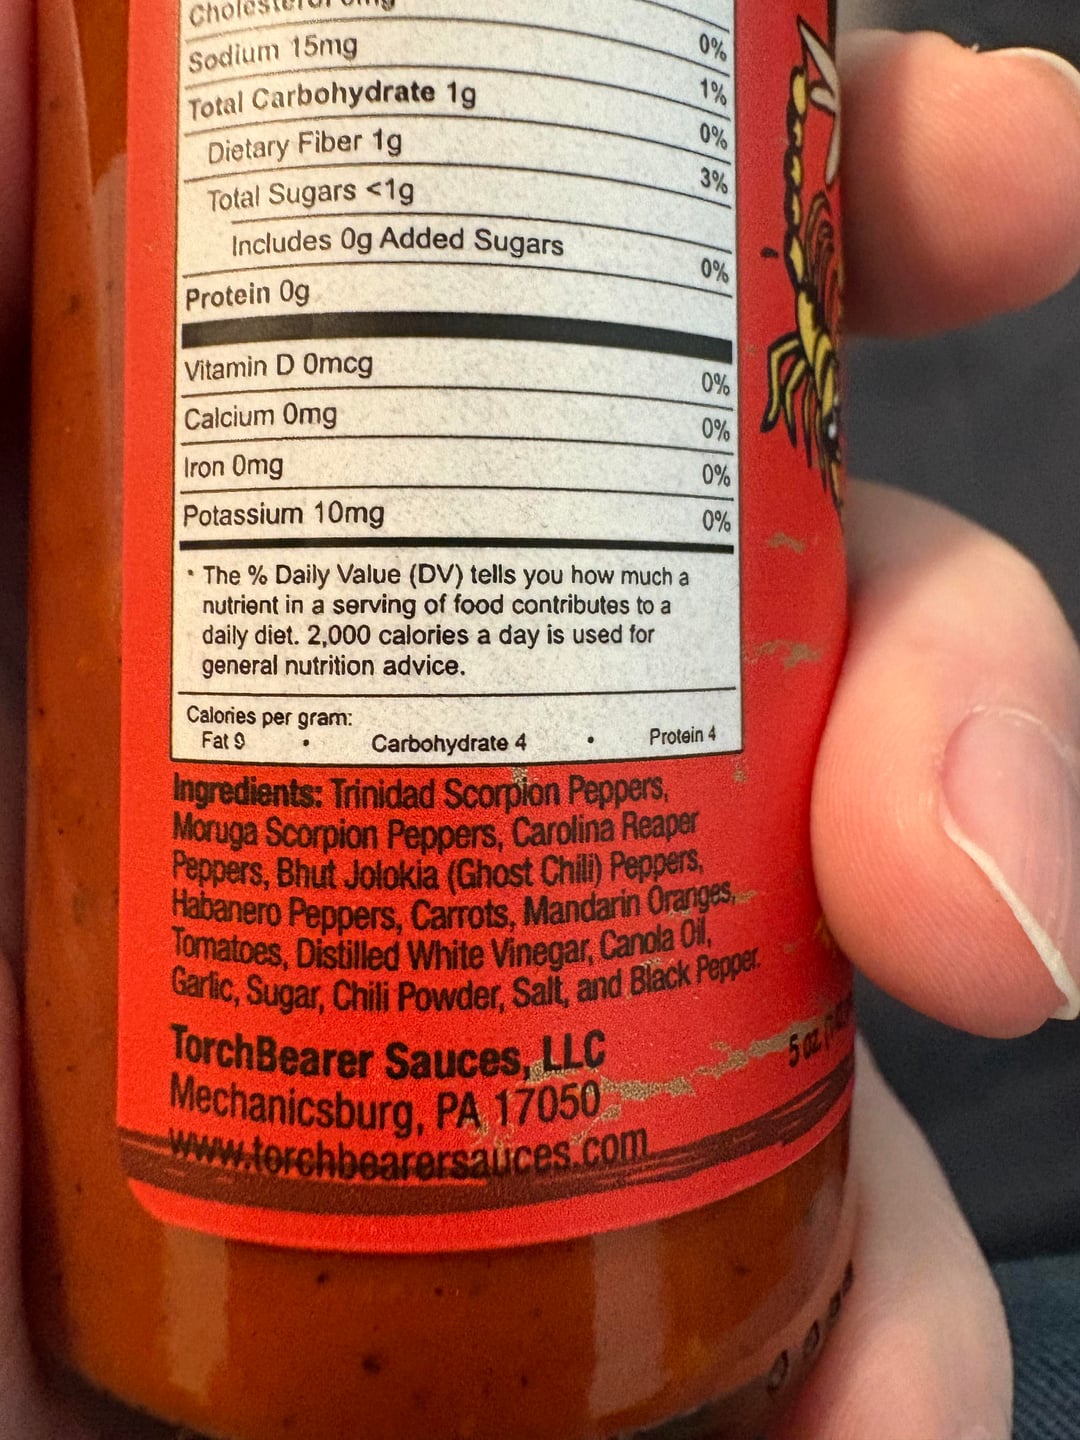 Cholesterol 0mg
0%
Sodium 15mg
1%
Total Carbohydrate 1g
0%
Dietary Fiber 1g
3%
Total Sugars <1g
Includes 0g Added Sugars
0%
Protein 0g
Vitamin D 0mcg
0%
Calcium 0mg
0%
Iron 0mg
0%
Potassium 10mg
0%
* The % Daily Value (DV) tells you how much a
nutrient in a serving of food contributes to a
daily diet. 2,000 calories a day is used for
general nutrition advice.
Calories per gram:
Fat 9 • Carbohydrate 4 • Protein 4
Ingredients: Trinidad Scorpion Peppers,
Moruga Scorpion Peppers, Carolina Reaper
Peppers, Bhut Jolokia (Ghost Chili) Peppers,
Habanero Peppers, Carrots, Mandarin Oranges,
Tomatoes, Distilled White Vinegar, Canola Oil,
Garlic, Sugar, Chili Powder, Salt, and Black Pepper.
TorchBearer Sauces, LLC
Mechanicsburg, PA 17050
www.torchbearersauces.com
5 oz.